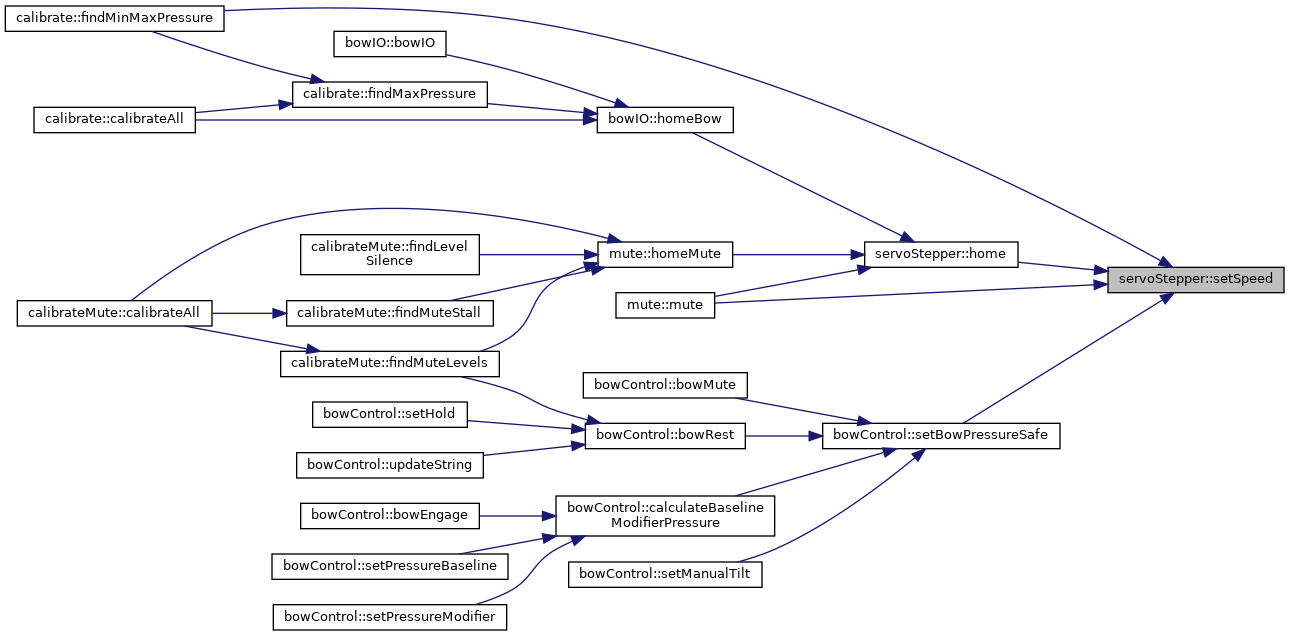 calibrate::findMinMaxPressure
bowIO::bowIO
calibrate::findMaxPressure
calibrate::calibrateAll
bowIO::homeBow
calibrateMute::findLevel
Silence
mute::homeMute
servoStepper::home
servoStepper::setSpeed
mute::mute
calibrateMute::calibrateAll
calibrateMute::findMuteStall
calibrateMute::findMuteLevels
bowControl::bowMute
bowControl::setHold
bowControl::bowRest
bowControl::setBowPressureSafe
bowControl::updateString
bowControl::calculateBaseline
ModifierPressure
bowControl::bowEngage
bowControl::setPressureBaseline
bowControl::setManualTilt
bowControl::setPressureModifier